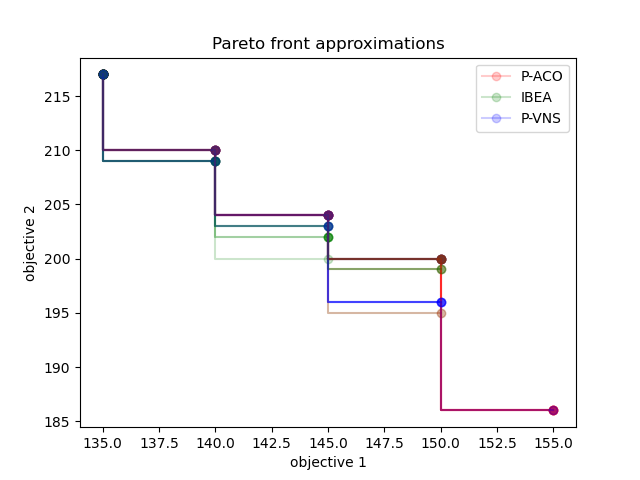 Pareto front approximations
P-ACO
IBEA
P-VNS
objective 2
215
210
205
200
195
190
185
135.0 137.5 140.0 142.5 145.0 147.5 150.0 152.5 155.0
objective 1